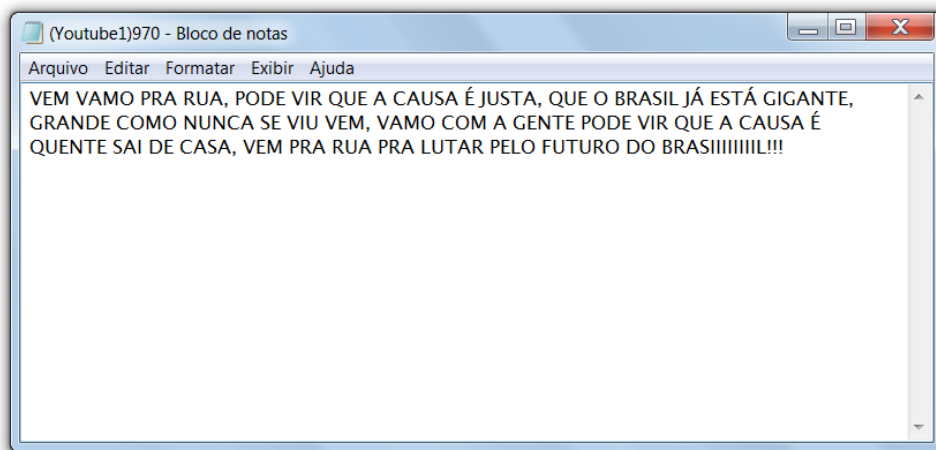 (Youtube1)970 - Bloco de notas
Arquivo Editar Formatar Exibir Ajuda
VEM VAMO PRA RUA, PODE VIR QUE A CAUSA É JUSTA, QUE O BRASIL JÁ ESTÁ GIGANTE,
GRANDE COMO NUNCA SE VIU VEM, VAMO COM A GENTE PODE VIR QUE A CAUSA É
QUENTE SAI DE CASA, VEM PRA RUA PRA LUTAR PELO FUTURO DO BRASIIIIIIIIL!!!